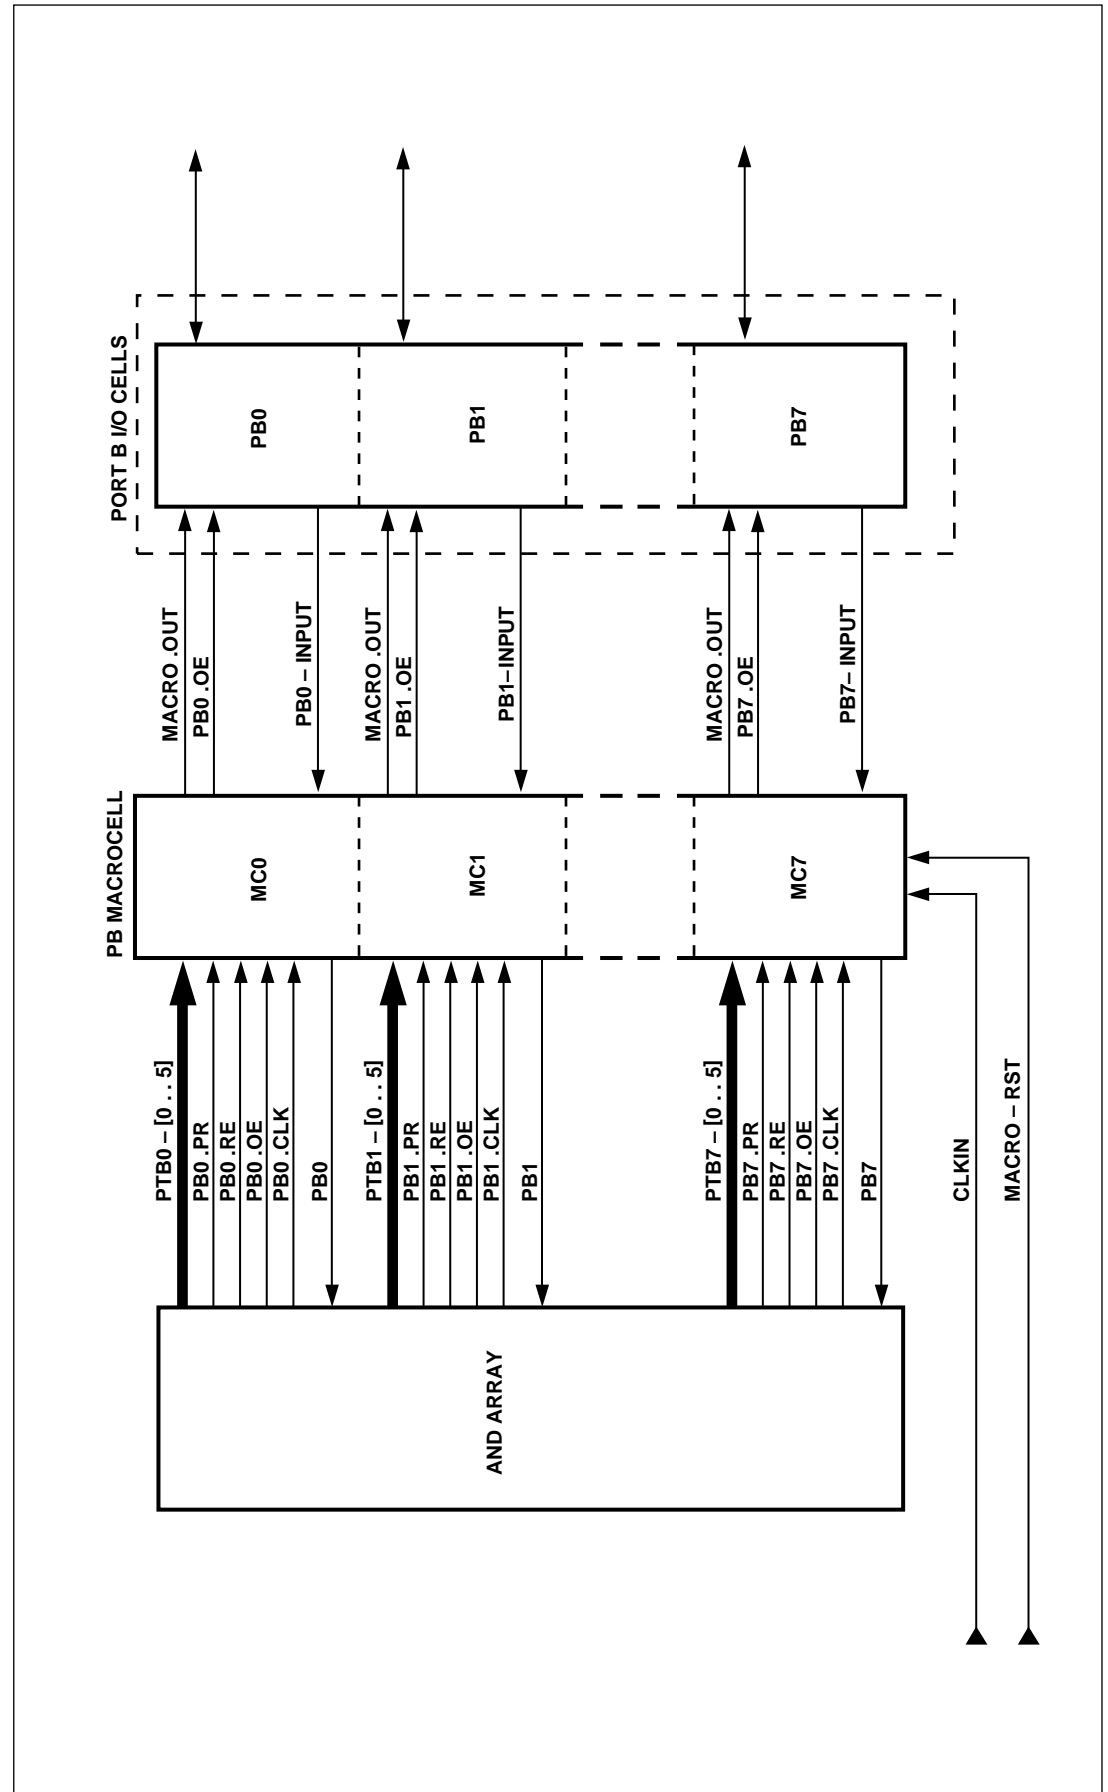 PORT B I/O CELLS
PB0
PB1
PB7
MACRO .OUT
PB0 .OE
PB0 – INPUT
MACRO .OUT
PB1 .OE
PB1–INPUT
MACRO .OUT
PB7 .OE
PB7– INPUT
PB MACROCELL
MC0
MC1
MC7
PTB0 – [0 . . 5]
PB0 .PR
PB0 .RE
PB0 .OE
PB0 .CLK
PB0
PTB1 – [0 . . 5]
PB1 .PR
PB1 .RE
PB1 .OE
PB1 .CLK
PB1
PTB7 – [0 . . 5]
PB7 .PR
PB7 .RE
PB7 .OE
PB7 .CLK
PB7
CLKIN
MACRO – RST
AND ARRAY